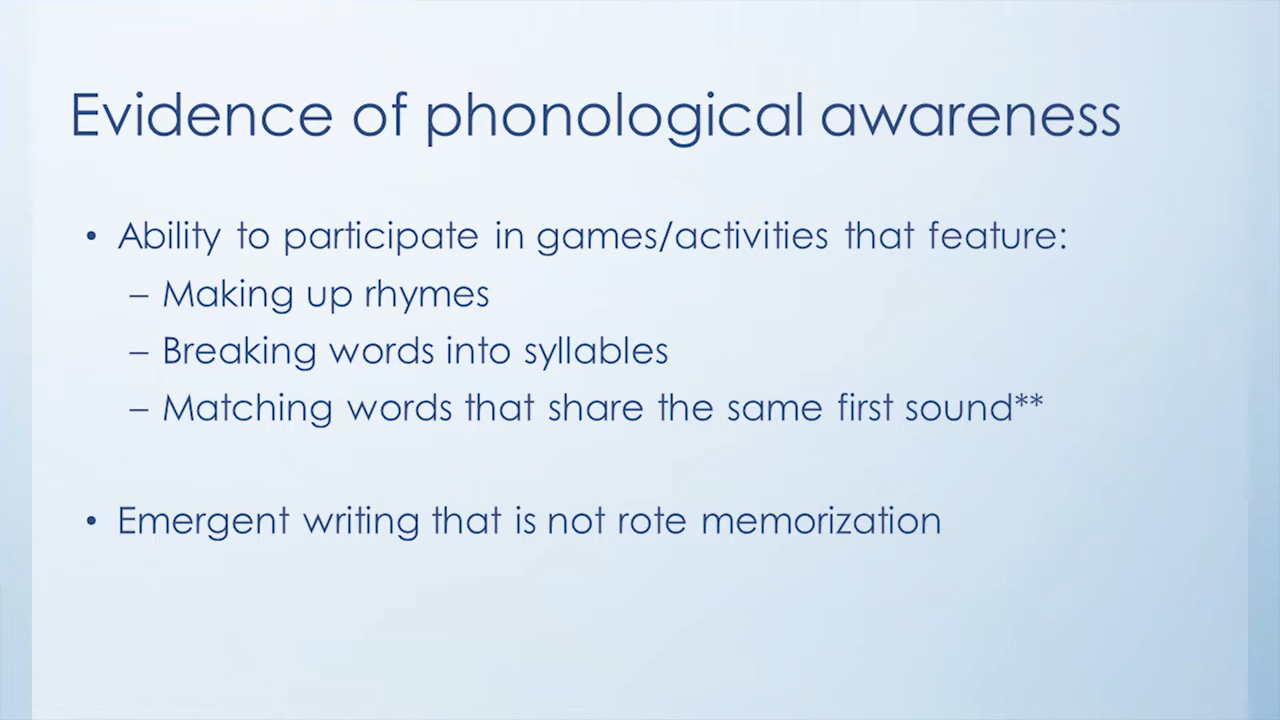 Evidence of phonological awareness
• Ability to participate in games/activities that feature:
– Making up rhymes
– Breaking words into syllables
– Matching words that share the same first sound**
• Emergent writing that is not rote memorization